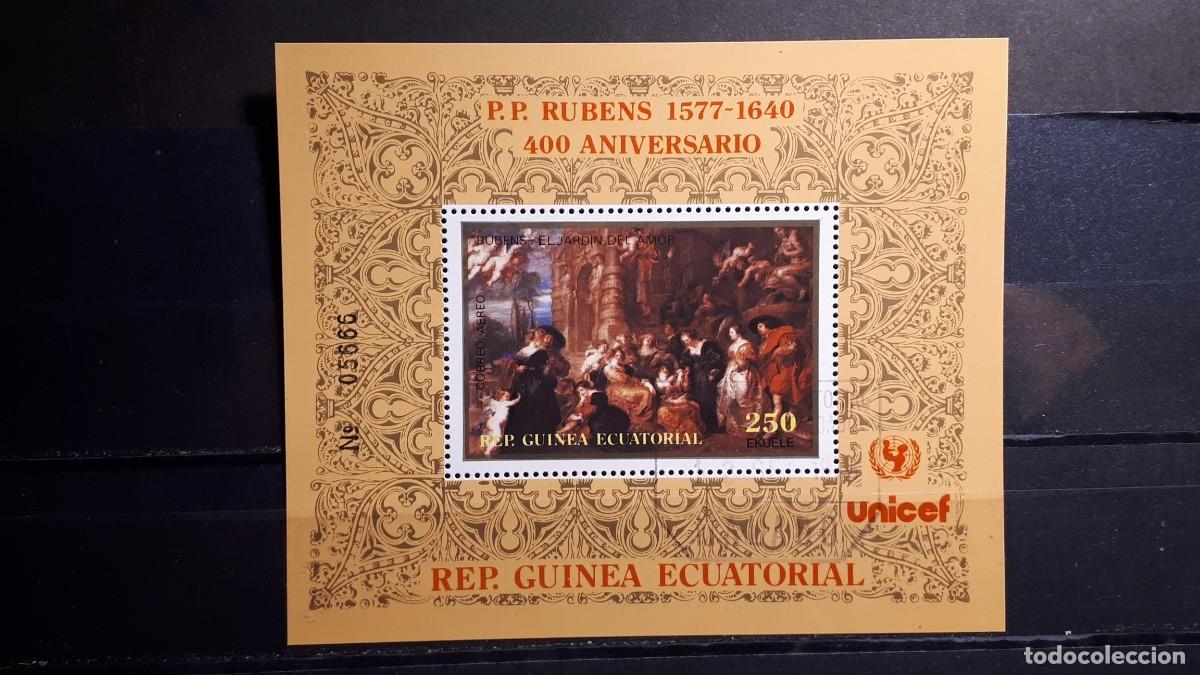 P.P. RUBENS 1577-1640
400 ANIVERSARIO
RUBENS - EL JARDIN DEL AMOR
CORREO AEREO
Nº 05666
250
EKUELE
REP. GUINEA ECUATORIAL
unicef
REP. GUINEA ECUATORIAL
todocoleccion